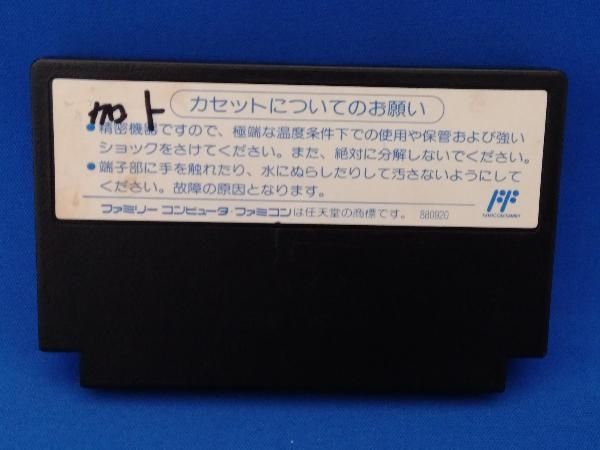 カセットについてのお願い
●精密機器ですので、極端な温度条件下での使用や保管および強い
ショックをさけてください。また、絶対に分解しないでください。
●端子部に手を触れたり、水にぬらしたりして汚さないようにして
ください。故障の原因となります。
ファミリーコンピュータ・ファミコンは任天堂の商標です。 880920